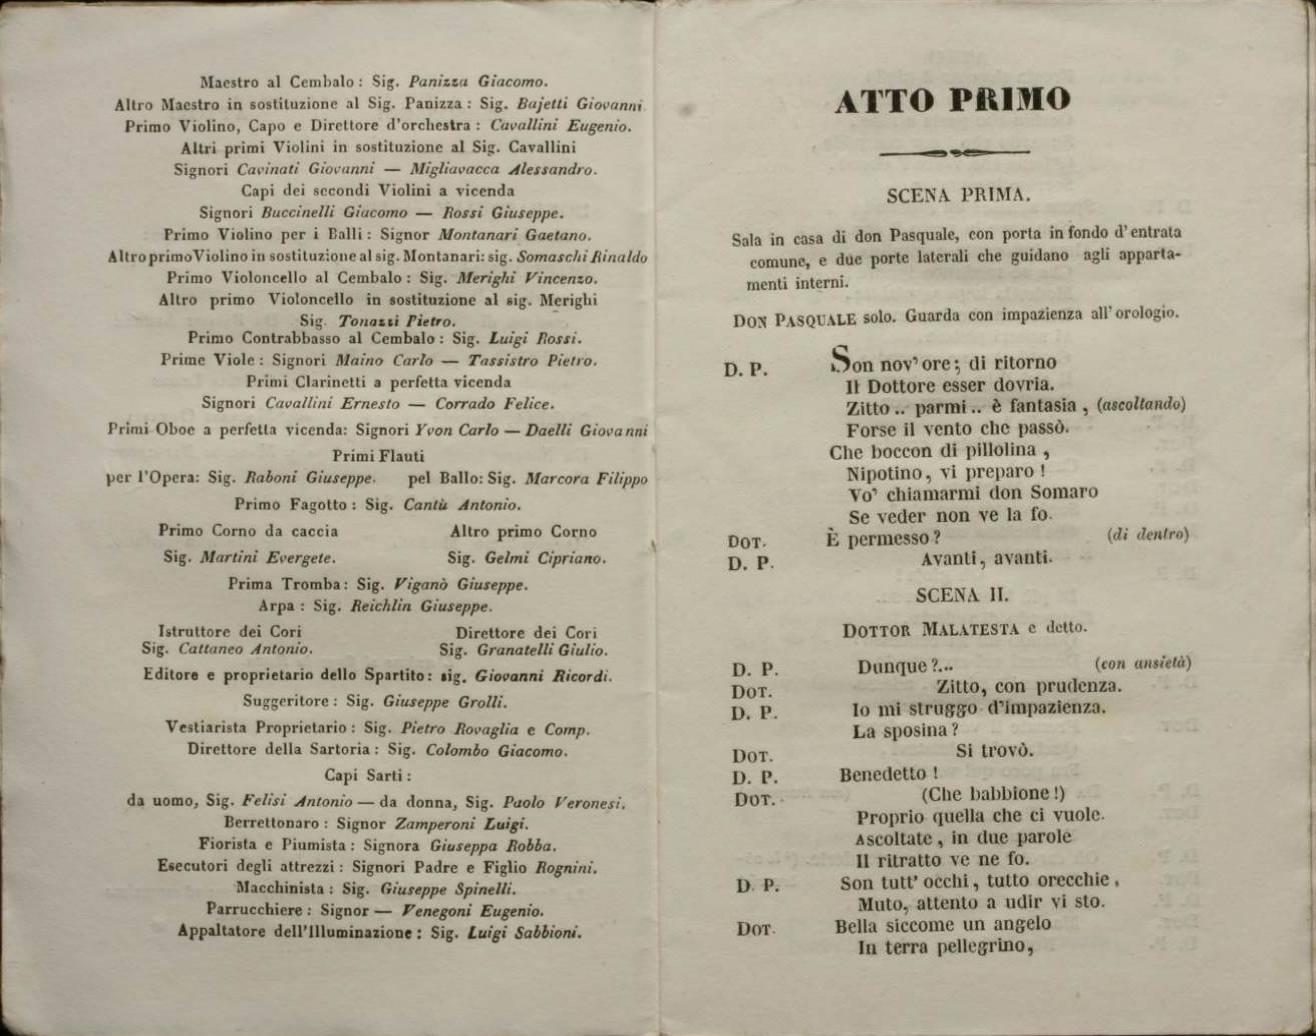 Maestro al Cembalo : Sig. Panizza Giacomo.
Altro Maestro in sostituzione al Sig. Panizza : Sig. Bajetti Giovanni
Primo Violino, Capo e Direttore d'orchestra : Cavallini Eugenio.
Altri primi Violini in sostituzione al Sig. Cavallini
Signori Cavinati Giovanni — Migliavacca Alessandro.
Capi dei secondi Violini a vicenda
Signori Buccinelli Giacomo — Rossi Giuseppe.
Primo Violino per i Balli : Signor Montanari Gaetano.
Altro primo Violino in sostituzione al sig. Montanari: sig. Somaschi Rinaldo
Primo Violoncello al Cembalo : Sig. Merighi Vincenzo.
Altro primo Violoncello in sostituzione al sig. Merighi
Sig. Tonazzi Pietro.
Primo Contrabbasso al Cembalo : Sig. Luigi Rossi.
Prime Viole : Signori Maino Carlo — Tassistro Pietro.
Primi Clarinetti a perfetta vicenda
Signori Cavallini Ernesto — Corrado Felice.
Primi Oboe a perfetta vicenda: Signori Yvon Carlo — Daelli Giovanni
Primi Flauti
per l'Opera: Sig. Raboni Giuseppe. pel Ballo: Sig. Marcora Filippo
Primo Fagotto : Sig. Cantù Antonio.
Primo Corno da caccia Altro primo Corno
Sig. Martini Evergete. Sig. Gelmi Cipriano.
Prima Tromba : Sig. Viganò Giuseppe.
Arpa : Sig. Reichlin Giuseppe.
Istruttore dei Cori Direttore dei Cori
Sig. Cattaneo Antonio. Sig. Granatelli Giulio.
Editore e proprietario dello Spartito : sig. Giovanni Ricordi.
Suggeritore : Sig. Giuseppe Grolli.
Vestiarista Proprietario : Sig. Pietro Rovaglia e Comp.
Direttore della Sartoria : Sig. Colombo Giacomo.
Capi Sarti :
da uomo, Sig. Felisi Antonio — da donna, Sig. Paolo Veronesi.
Berrettonaro : Signor Zamperoni Luigi.
Fiorista e Piumista : Signora Giuseppa Robba.
Esecutori degli attrezzi : Signori Padre e Figlio Rognini.
Macchinista : Sig. Giuseppe Spinelli.
Parrucchiere : Signor — Venegoni Eugenio.
Appaltatore dell'Illuminazione : Sig. Luigi Sabbioni.
ATTO PRIMO
SCENA PRIMA.
Sala in casa di don Pasquale, con porta in fondo d'entrata
comune, e due porte laterali che guidano agli apparta-
menti interni.
DON PASQUALE solo. Guarda con impazienza all'orologio.
D. P. Son nov' ore ; di ritorno
Il Dottore esser dovria.
Zitto .. parmi .. è fantasia , (ascoltando)
Forse il vento che passò.
Che boccon di pillolina ,
Nipotino, vi preparo !
Vo' chiamarmi don Somaro
Se veder non ve la fo.
DOT. È permesso ? (di dentro)
D. P. Avanti, avanti.
SCENA II.
DOTTOR MALATESTA e detto.
D. P. Dunque ?... (con ansietà)
DOT. Zitto, con prudenza.
D. P. Io mi struggo d'impazienza.
La sposina ?
DOT. Si trovò.
D. P. Benedetto !
DOT. (Che babbione !)
Proprio quella che ci vuole.
Ascoltate , in due parole
Il ritratto ve ne fo.
D. P. Son tutt' occhi, tutto orecchie ,
Muto, attento a udir vi sto.
DOT. Bella siccome un angelo
In terra pellegrino,